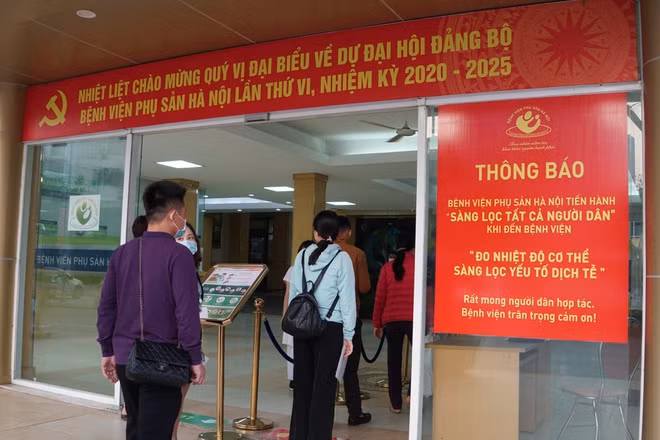 NHIỆT LIỆT CHÀO MỪNG QUÝ VỊ ĐẠI BIỂU VỀ DỰ ĐẠI HỘI ĐẢNG BỘ
BỆNH VIỆN PHỤ SẢN HÀ NỘI LẦN THỨ VI, NHIỆM KỲ 2020 - 2025
THÔNG BÁO
BỆNH VIỆN PHỤ SẢN HÀ NỘI TIẾN HÀNH
"SÀNG LỌC TẤT CẢ NGƯỜI DÂN"
KHI ĐẾN BỆNH VIỆN
"ĐO NHIỆT ĐỘ CƠ THỂ
SÀNG LỌC YẾU TỐ DỊCH TỄ"
Rất mong người dân hợp tác.
Bệnh viện trân trọng cảm ơn!
BỆNH VIỆN PHỤ SẢN HÀ